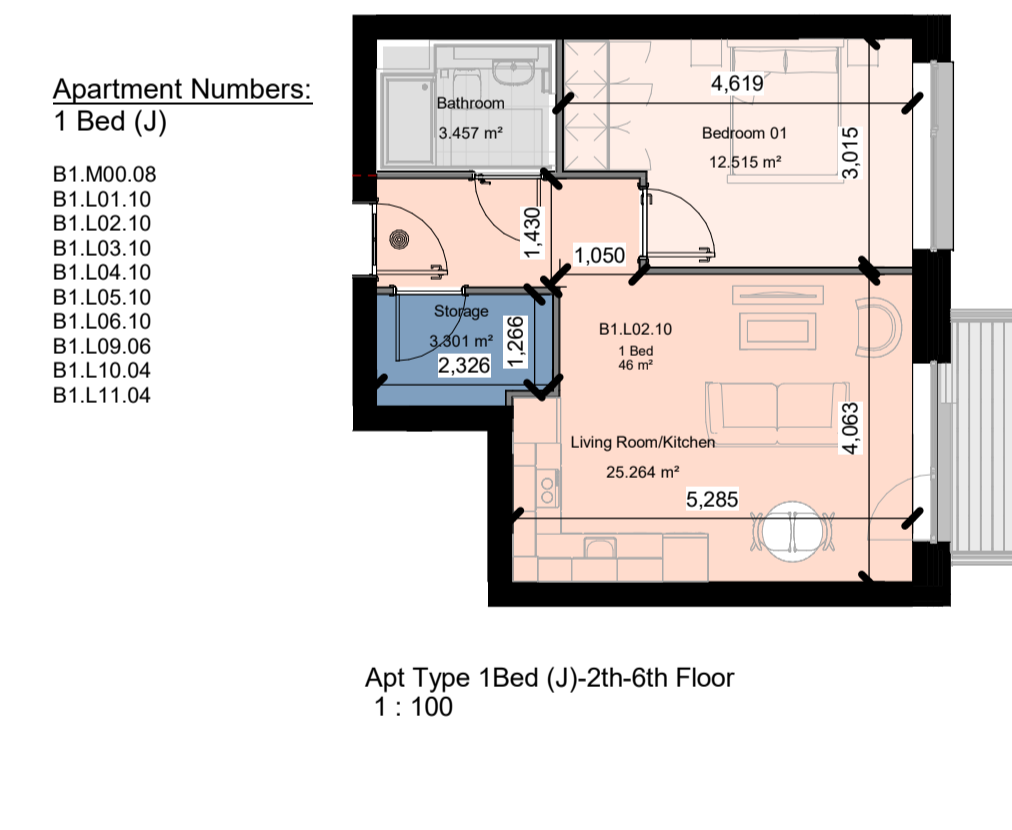 Apartment Numbers:
1 Bed (J)
B1.M00.08
B1.L01.10
B1.L02.10
B1.L03.10
B1.L04.10
B1.L05.10
B1.L06.10
B1.L09.06
B1.L10.04
B1.L11.04
Bathroom
3.457 m²
4,619
Bedroom 01
12.515 m²
3,015
1,430
1,050
Storage
3.301 m²
2,326
1,266
B1.L02.10
1 Bed
46 m²
Living Room/Kitchen
25.264 m²
4,063
5,285
Apt Type 1Bed (J)-2th-6th Floor
1 : 100